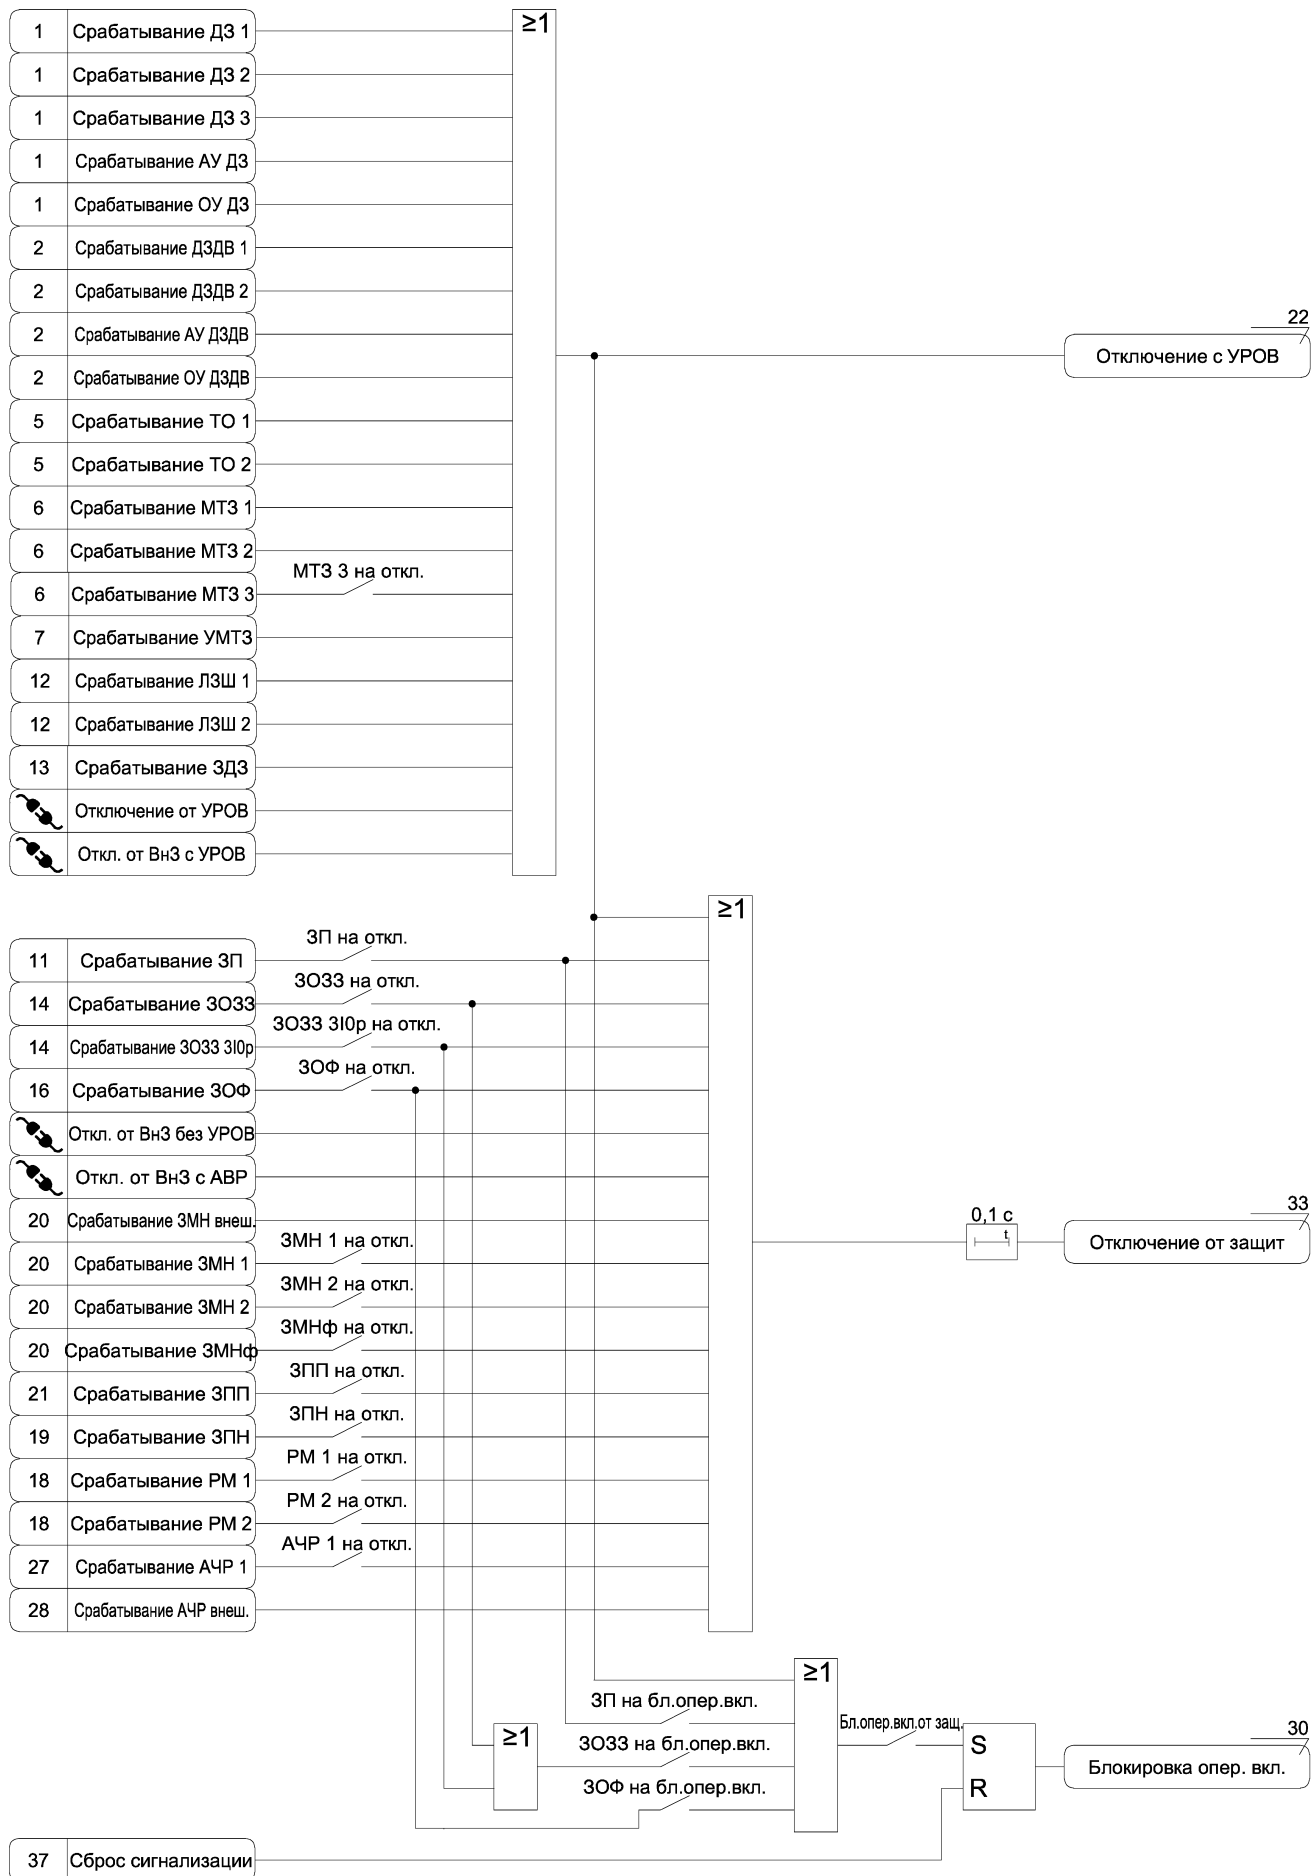 1 Срабатывание ДЗ 1
≥1
1 Срабатывание ДЗ 2
1 Срабатывание ДЗ 3
1 Срабатывание АУ ДЗ
1 Срабатывание ОУ ДЗ
2 Срабатывание ДЗДВ 1
2 Срабатывание ДЗДВ 2
22
2 Срабатывание АУ ДЗДВ
Отключение с УРОВ
2 Срабатывание ОУ ДЗДВ
5 Срабатывание ТО 1
5 Срабатывание ТО 2
6 Срабатывание МТЗ 1
6 Срабатывание МТЗ 2
МТЗ 3 на откл.
6 Срабатывание МТЗ 3
7 Срабатывание УМТЗ
12 Срабатывание ЛЗШ 1
12 Срабатывание ЛЗШ 2
13 Срабатывание ЗДЗ
Отключение от УРОВ
Откл. от ВнЗ с УРОВ
≥1
ЗП на откл.
11 Срабатывание ЗП
ЗОЗЗ на откл.
14 Срабатывание ЗОЗЗ
ЗОЗЗ 3I0р на откл.
14 Срабатывание ЗОЗЗ 3I0р
ЗОФ на откл.
16 Срабатывание ЗОФ
Откл. от ВнЗ без УРОВ
Откл. от ВнЗ с АВР
33
0,1 с
t
20 Срабатывание ЗМН внеш.
ЗМН 1 на откл.
Отключение от защит
20 Срабатывание ЗМН 1
ЗМН 2 на откл.
20 Срабатывание ЗМН 2
ЗМНф на откл.
20 Срабатывание ЗМНф
ЗПП на откл.
21 Срабатывание ЗПП
ЗПН на откл.
19 Срабатывание ЗПН
РМ 1 на откл.
18 Срабатывание РМ 1
РМ 2 на откл.
18 Срабатывание РМ 2
АЧР 1 на откл.
27 Срабатывание АЧР 1
28 Срабатывание АЧР внеш.
≥1
ЗП на бл.опер.вкл.
Бл.опер.вкл.от защ.
30
≥1
ЗОЗЗ на бл.опер.вкл.
S
Блокировка опер. вкл.
ЗОФ на бл.опер.вкл.
R
37 Сброс сигнализации